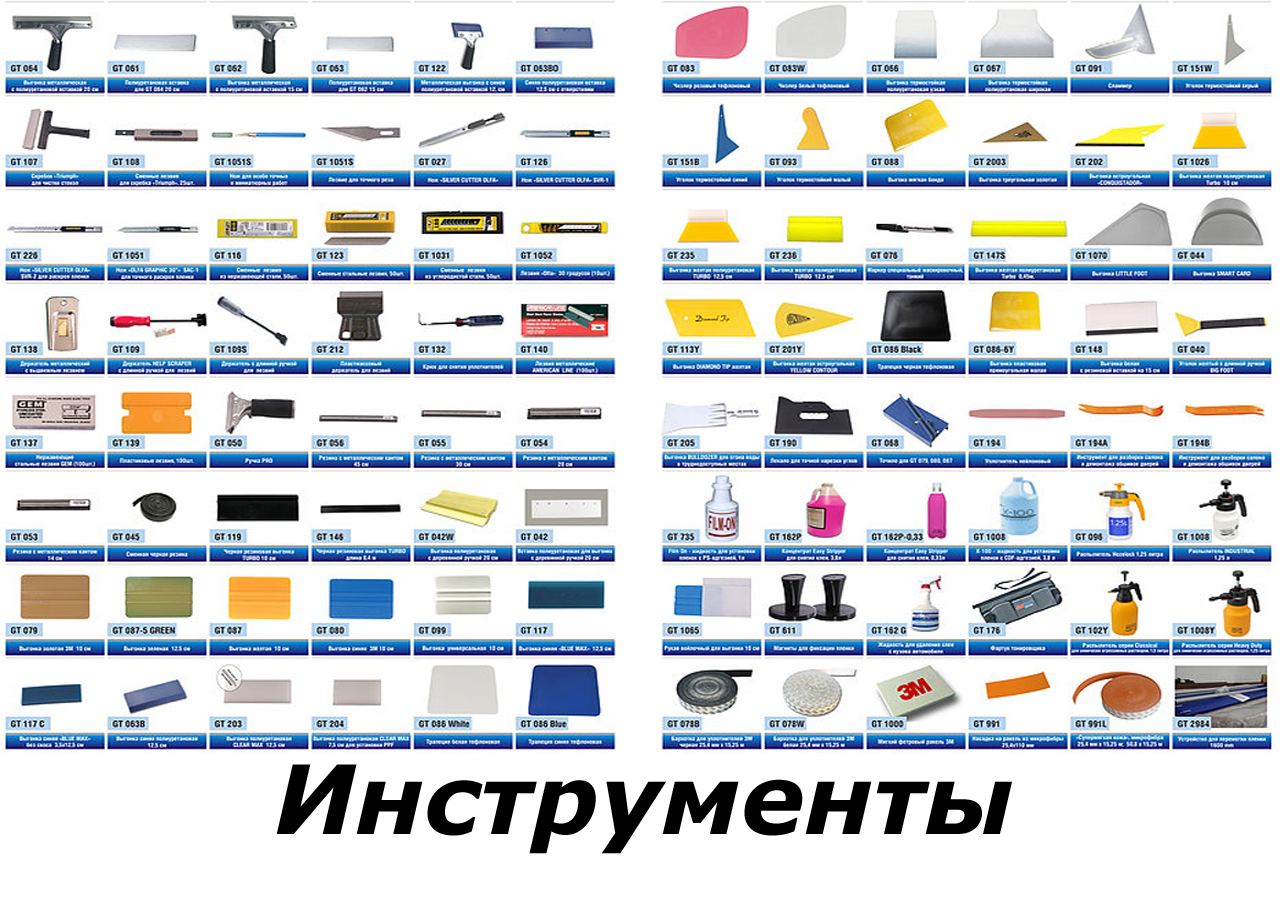 GT 064
Выгонка металлическая
с полиуретановой вставкой 20 см
GT 061
Полиуретановая вставка
для GT 064 20 см
GT 062
Выгонка металлическая
с полиуретановой вставкой 15 см
GT 063
Полиуретановая вставка
для GT 062 15 см
GT 122
Металлическая выгонка с синей
полиуретановой вставкой 12, см
GT 063BO
Синяя полиуретановая вставка
12,5 см с отверстиями
GT 083
Чизлер розовый тефлоновый
GT 083W
Чизлер белый тефлоновый
GT 066
Выгонка термостойкая
полиуретановая узкая
GT 067
Выгонка термостойкая
полиуретановая широкая
GT 091
Сламмер
GT 151W
Уголок термостойкий серый
GT 107
Скребок «Triumph»
для чистки стекол
GT 108
Сменные лезвия
для скребка «Triumph», 25шт.
GT 1051S
Нож для особо точных
и миниатюрных работ
GT 1051S
Лезвие для точного реза
GT 027
Нож «SILVER CUTTER OLFA»
GT 126
Нож «SILVER CUTTER OLFA» SVR-1
GT 151B
Уголок термостойкий синий
GT 093
Уголок термостойкий малый
GT 088
Выгонка мягкая бондо
GT 2003
Выгонка треугольная золотая
GT 202
Выгонка остроугольная
«CONQUISTADOR»
GT 1026
Выгонка желтая полиуретановая
Turbo 10 см
GT 226
Нож «SILVER CUTTER OLFA»
SVR-2 для раскроя пленки
GT 1051
Нож «OLFA GRAPHIC 30°» SAC-1
для точного раскроя пленки
GT 116
Сменные лезвия
из нержавеющей стали, 50шт.
GT 123
Сменные стальные лезвия, 50шт.
GT 1031
Сменные лезвия
из углеродистой стали, 50шт.
GT 1052
Лезвия «Olfa» 30 градусов (10шт.)
GT 235
Выгонка желтая полиуретановая
TURBO 12,5 см
GT 236
Выгонка желтая полиуретановая
TURBO 12,5 см
GT 076
Маркер специальный маскировочный,
тонкий
GT 147S
Выгонка желтая полиуретановая
Turbo 0,45м.
GT 1070
Выгонка LITTLE FOOT
GT 044
Выгонка SMART CARD
GT 138
Держатель металлический
с выдвижным лезвием
GT 109
Держатель HELP SCRAPER
с длинной ручкой для лезвий
GT 109S
Держатель с длинной ручкой
для лезвий
GT 212
Пластмассовый
держатель для лезвий
GT 132
Крюк для снятия уплотнителей
GT 140
Лезвия металлические
AMERICAN LINE (100шт.)
Diamond Tip
GT 113Y
Выгонка DIAMOND TIP желтая
GT 201Y
Выгонка желтая остроугольная
YELLOW CONTOUR
GT 086 Black
Трапеция черная тефлоновая
GT 086-6Y
Выгонка пластиковая
прямоугольная малая
GT 148
Выгонка белая
с резиновой вставкой на 15 см
GT 040
Уголок желтый с длинной ручкой
BIG FOOT
GEM
GT 137
Нержавеющие
стальные лезвия GEM (100шт.)
GT 139
Пластиковые лезвия, 100шт.
GT 050
Ручка PRO
GT 056
Резина с металлическим кантом
45 см
GT 055
Резина с металлическим кантом
30 см
GT 054
Резина с металлическим кантом
20 см
GT 205
Выгонка BULLDOZER для отгона воды
в труднодоступных местах
GT 190
Лекало для точной нарезки углов
GT 068
Точило для GT 079, 080, 087
GT 194
Уплотнитель нейлоновый
GT 194A
Инструмент для разборки салона
и демонтажа обшивок дверей
GT 194B
Инструмент для разборки салона
и демонтажа обшивок дверей
GT 053
Резина с металлическим кантом
14 см
GT 045
Сменная черная резина
GT 119
Черная резиновая выгонка
TURBO 10 см
GT 146
Черная резиновая выгонка TURBO
длина 0,4 м
GT 042W
Выгонка полиуретановая
с деревянной ручкой 20 см
GT 042
Вставка полиуретановая для выгонки
с деревянной ручкой 20 см
FILM-ON
GT 735
Film On - жидкость для установки
пленок с PS-адгезией, 1л
GT 162P
Концентрат Easy Stripper
для снятия клея, 3,8л
GT 162P-0,33
Концентрат Easy Stripper
для снятия клея, 0,33л
X-100
GT 1008
X-100 - жидкость для установки
пленок с CDF-адгезией, 3,8 л
1.25L
GT 096
Распылитель Hozelock 1,25 литра
GT 1008
Распылитель INDUSTRIAL
1,25 л
GT 079
Выгонка золотая 3M 10 см
GT 087-5 GREEN
Выгонка зеленая 12,5 см
GT 087
Выгонка желтая 10 см
GT 080
Выгонка синяя 3M 10 см
GT 099
Выгонка универсальная 10 см
GT 117
Выгонка синяя «BLUE MAX» 12,5 см
GT 1065
Рукав войлочный для выгонки 10 см
GT 611
Магниты для фиксации пленки
GT 162 G
Жидкость для удаления клея
с кузова автомобиля
GT 176
Фартук тонировщика
GT 102Y
Распылитель серии Classical
для химически агрессивных растворов, 1,5 литра
GT 1008Y
Распылитель серии Heavy Duty
для химически агрессивных растворов, 1,25 литра
GT 117 C
Выгонка синяя «BLUE MAX»
без скоса 3,5х12,5 см
GT 063B
Выгонка синяя полиуретановая
12,5 см
GT 203
Выгонка полиуретановая
CLEAR MAX 12,5 см
GT 204
Выгонка полиуретановая CLEAR MAX
7,5 см для установки PPF
GT 086 White
Трапеция белая тефлоновая
GT 086 Blue
Трапеция синяя тефлоновая
GT 078B
Бархотка для уплотнителей 3M
черная 25,4 мм х 15,25 м
GT 078W
Бархотка для уплотнителей 3M
белая 25,4 мм х 15,25 м
3M
GT 1000
Мягкий фетровый ракель 3M
GT 991
Насадка на ракель из микрофибры
25,4х110 мм
GT 991L
«Супермягкая кожа», микрофибра
25,4 мм х 15,25 м; 50,8 х 15,25 м
GT 2984
Устройство для перемотки пленки
1600 mm
Инструменты